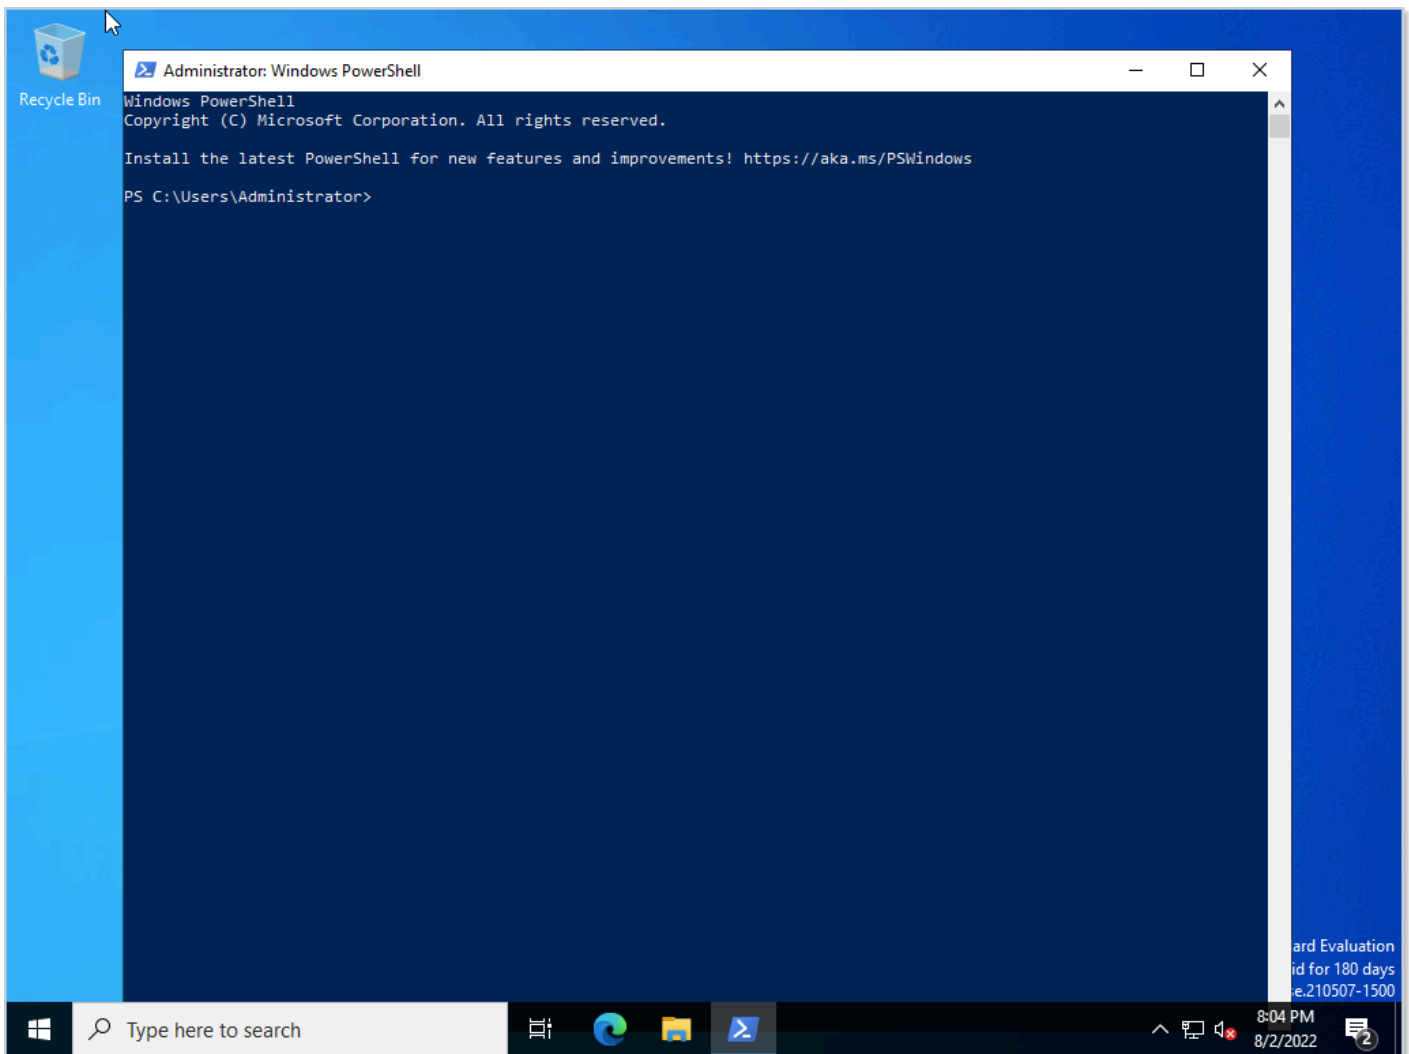 Recycle Bin
Administrator: Windows PowerShell
Windows PowerShell
Copyright (C) Microsoft Corporation. All rights reserved.
Install the latest PowerShell for new features and improvements! https://aka.ms/PSWindows
PS C:\Users\Administrator>
ard Evaluation
id for 180 days
se.210507-1500
Type here to search
8:04 PM
8/2/2022
2